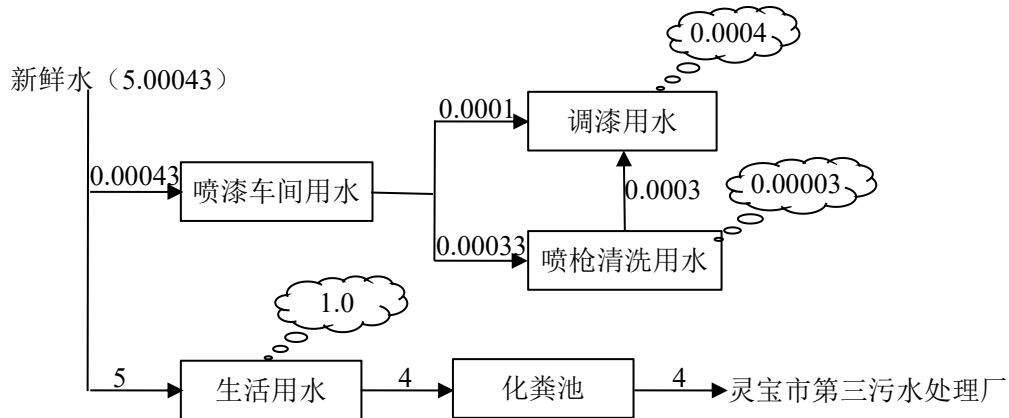 0.0004
新鲜水（5.00043）
0.0001
调漆用水
0.00043
喷漆车间用水
0.0003
0.00003
0.00033
喷枪清洗用水
1.0
5
生活用水
4
化粪池
4
灵宝市第三污水处理厂